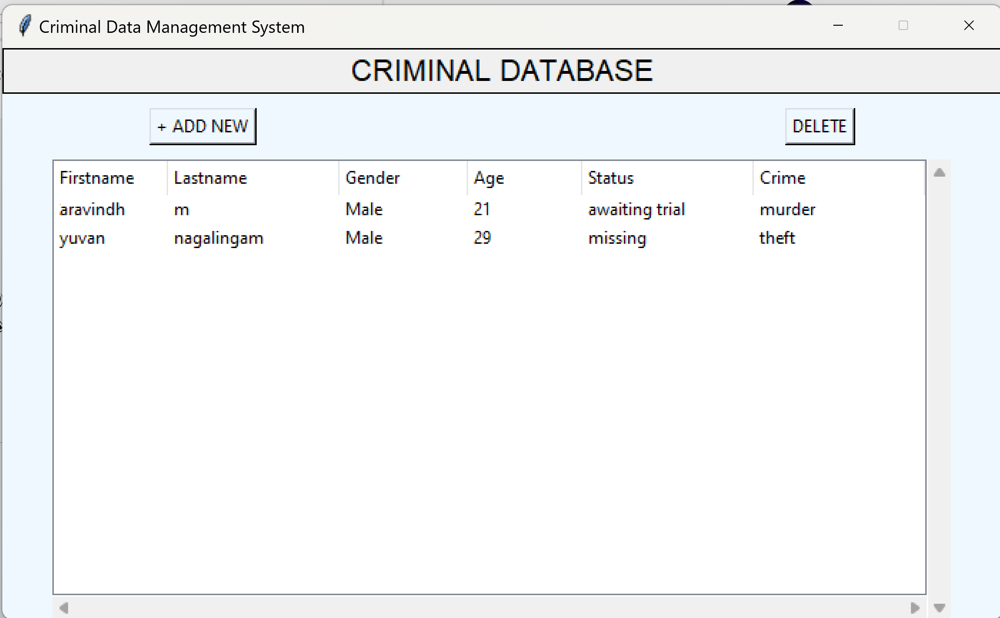 Criminal Data Management System
CRIMINAL DATABASE
+ ADD NEW DELETE
Firstname Lastname Gender Age Status Crime
aravindh m Male 21 awaiting trial murder
yuvan nagalingam Male 29 missing theft